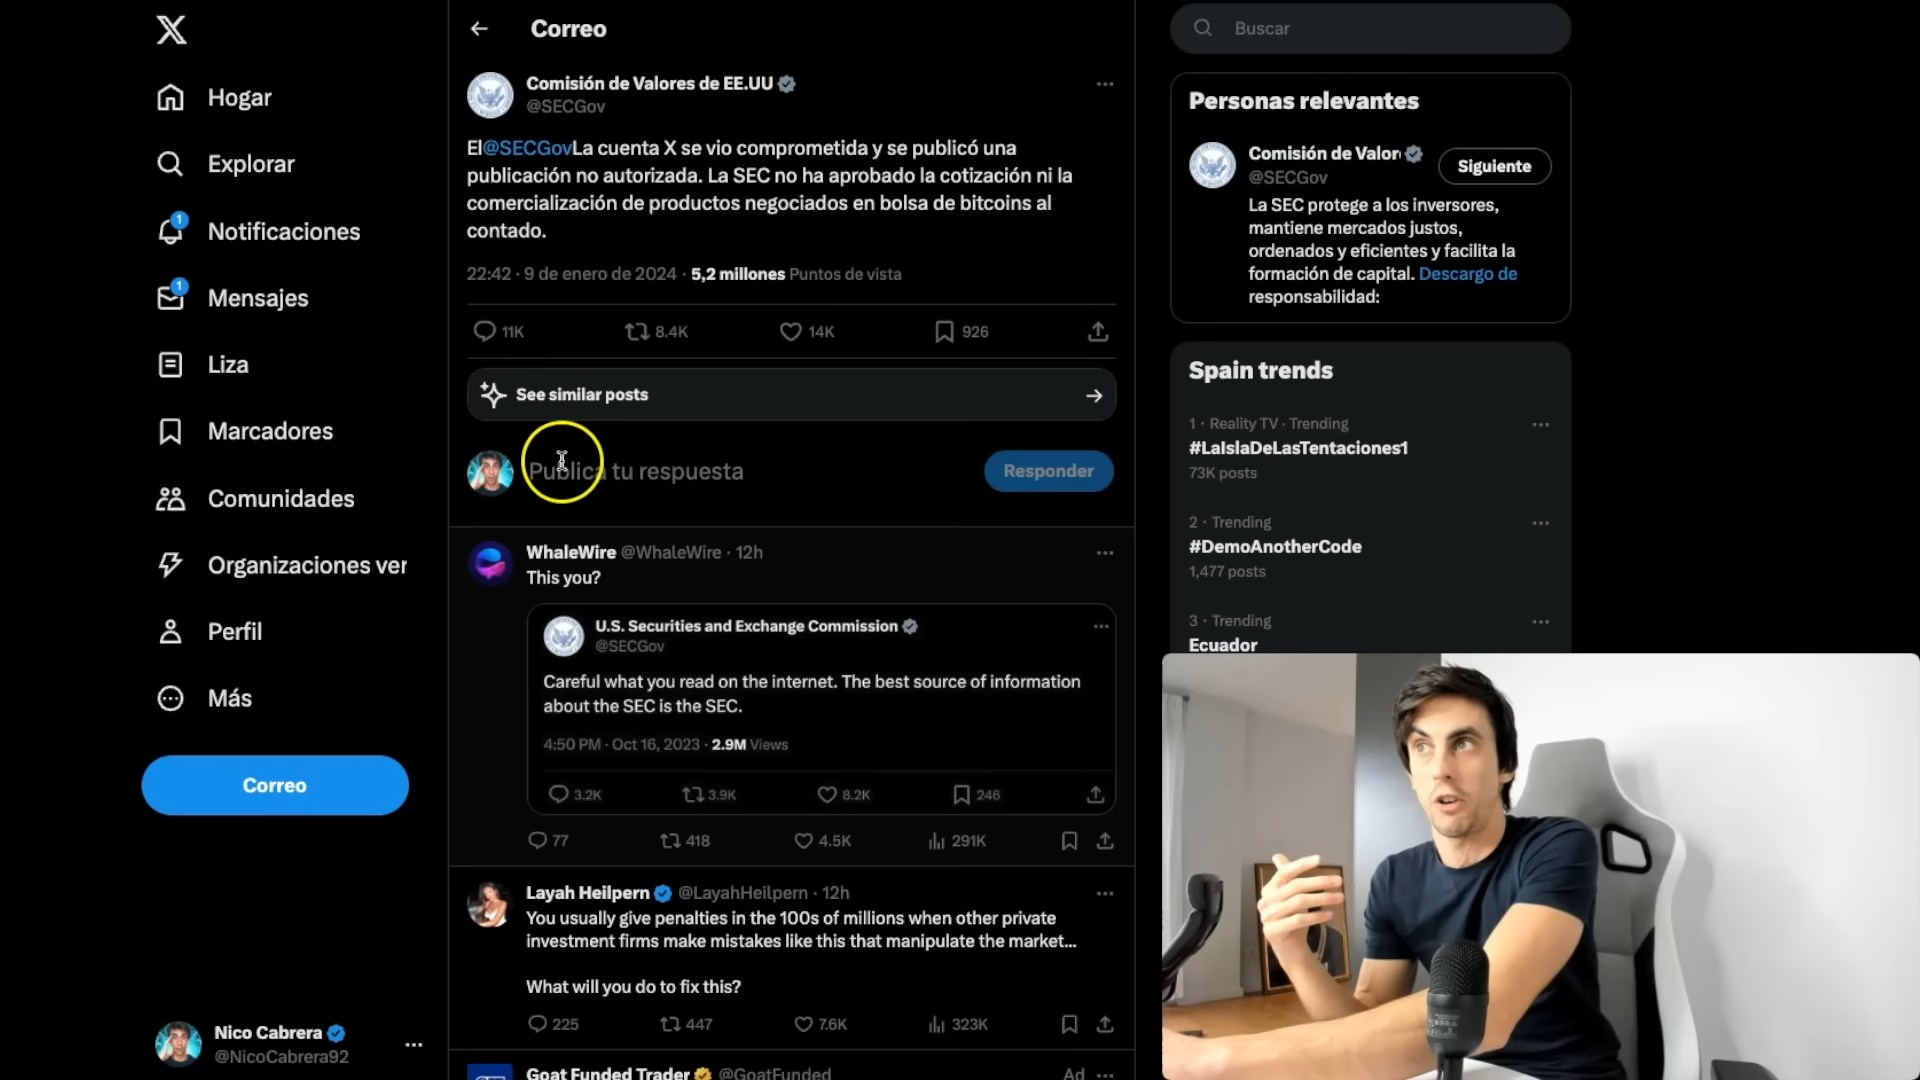 Hogar
Explorar
1
Notificaciones
1
Mensajes
Liza
Marcadores
Comunidades
Organizaciones ver
Perfil
Más
Correo
Nico Cabrera
@NicoCabrera92
Correo
Comisión de Valores de EE.UU
@SECGov
El@SECGovLa cuenta X se vio comprometida y se publicó una
publicación no autorizada. La SEC no ha aprobado la cotización ni la
comercialización de productos negociados en bolsa de bitcoins al
contado.
22:42 · 9 de enero de 2024 · 5,2 millones Puntos de vista
11K 8.4K 14K 926
See similar posts
Publica tu respuesta
Responder
WhaleWire @WhaleWire · 12h
This you?
U.S. Securities and Exchange Commission
@SECGov
Careful what you read on the internet. The best source of information
about the SEC is the SEC.
4:50 PM · Oct 16, 2023 · 2.9M Views
3.2K 3.9K 8.2K 246
77 418 4.5K 291K
Layah Heilpern @LayahHeilpern · 12h
You usually give penalties in the 100s of millions when other private
investment firms make mistakes like this that manipulate the market...
What will you do to fix this?
225 447 7.6K 323K
Goat Funded Trader @GoatFunded Ad
Buscar
Personas relevantes
Comisión de Valor
@SECGov
Siguiente
La SEC protege a los inversores,
mantiene mercados justos,
ordenados y eficientes y facilita la
formación de capital. Descargo de
responsabilidad:
Spain trends
1 · Reality TV · Trending
#LaIslaDeLasTentaciones1
73K posts
2 · Trending
#DemoAnotherCode
1,477 posts
3 · Trending
Ecuador